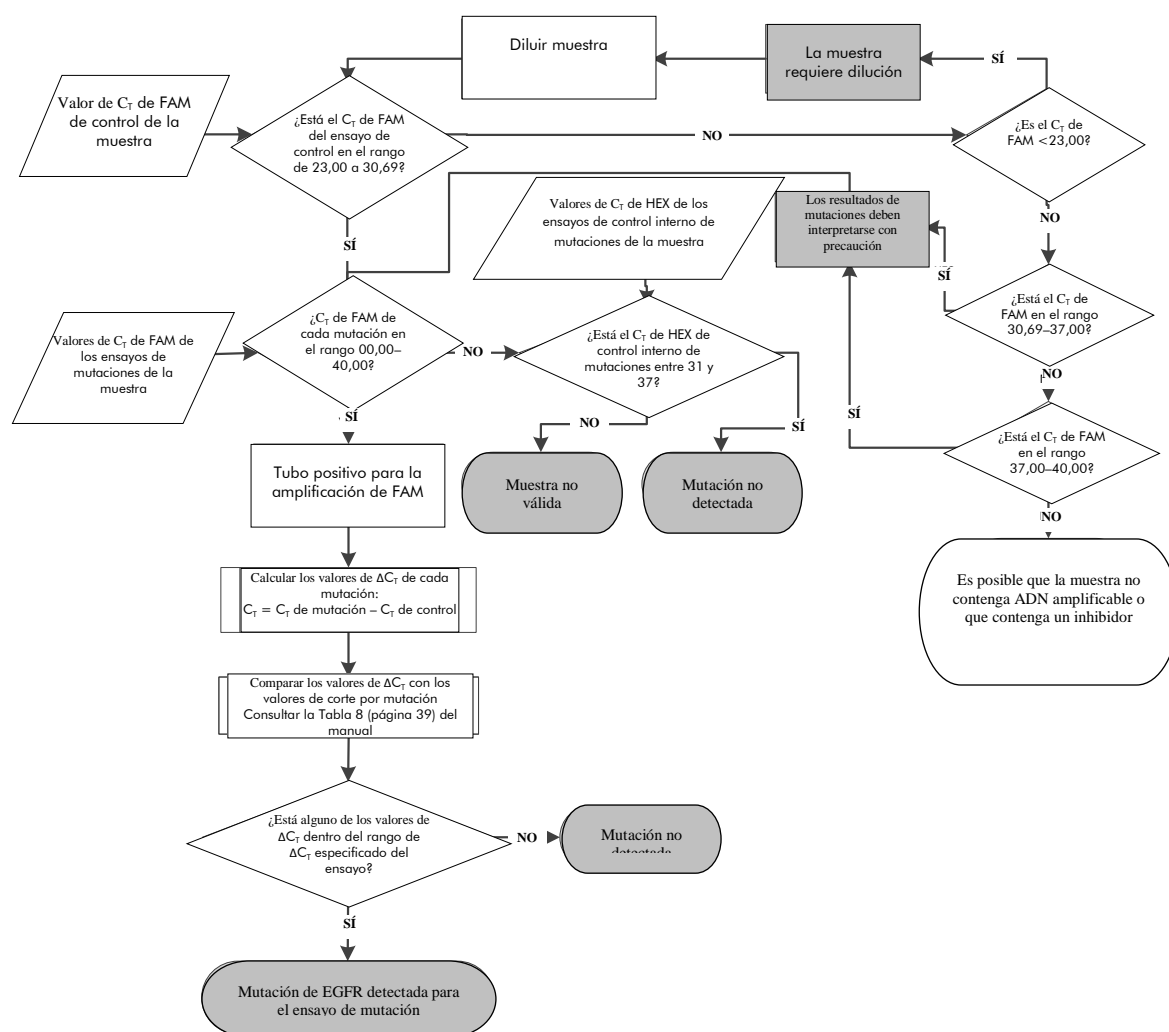 Diluir muestra
La muestra
requiere dilución
SÍ
Valor de CT de FAM
de control de la
muestra
¿Está el CT de FAM
del ensayo de
control en el rango
de 23,00 a 30,69?
NO
¿Es el CT de
FAM <23,00?
Valores de CT de HEX de los
ensayos de control interno de
mutaciones de la muestra
Los resultados de
mutaciones deben
interpretarse con
precaución
NO
SÍ
SÍ
¿Está el CT de
FAM en el rango
30,69–37,00?
Valores de CT de FAM de
los ensayos de
mutaciones de la
muestra
¿CT de FAM de
cada mutación en
el rango 00,00–
40,00?
NO
¿Está el CT de HEX de
control interno de
mutaciones entre 31 y
37?
NO
SÍ
NO
SÍ
SÍ
¿Está el CT de FAM
en el rango
37,00–40,00?
Tubo positivo para la
amplificación de FAM
Muestra no
válida
Mutación no
detectada
NO
Es posible que la muestra no
contenga ADN amplificable o
que contenga un inhibidor
Calcular los valores de ΔCT de cada
mutación:
CT = CT de mutación – CT de control
Comparar los valores de ΔCT con los
valores de corte por mutación
Consultar la Tabla 8 (página 39) del
manual
¿Está alguno de los valores de
ΔCT dentro del rango de
ΔCT especificado del
ensayo?
NO
Mutación no
detectada
SÍ
Mutación de EGFR detectada para
el ensayo de mutación